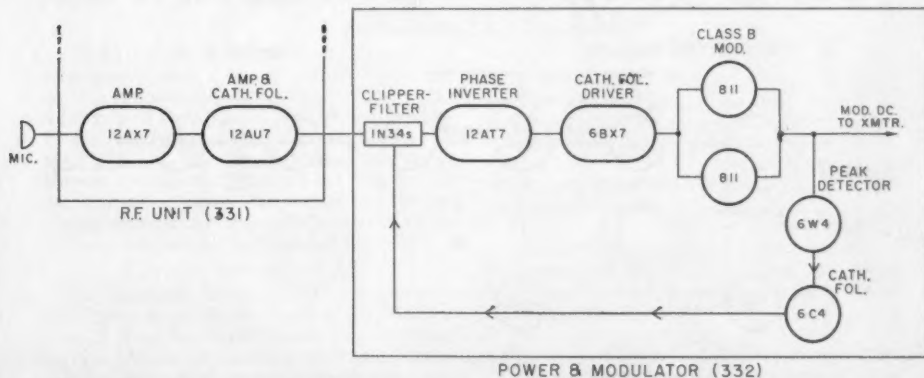 MIC.
AMP.
12AX7
AMP &
CATH. FOL.
12AU7
R.F. UNIT (331)
CLIPPER-
FILTER
1N34s
PHASE
INVERTER
12AT7
CATH. FOL.
DRIVER
6BX7
CLASS B
MOD.
811
811
MOD. DC.
TO XMTR.
PEAK
DETECTOR
6W4
CATH.
FOL.
6C4
POWER & MODULATOR (332)